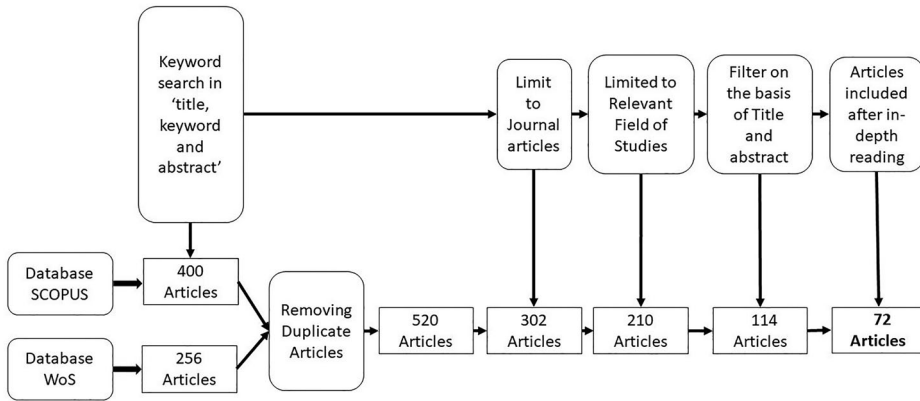 Keyword
search in
‘title,
keyword
and
abstract’
Limit
to
Journal
articles
Limited to
Relevant
Field of
Studies
Filter on
the basis
of Title
and
abstract
Articles
included
after in-
depth
reading
Database
SCOPUS
400
Articles
Database
WoS
256
Articles
Removing
Duplicate
Articles
520
Articles
302
Articles
210
Articles
114
Articles
72
Articles